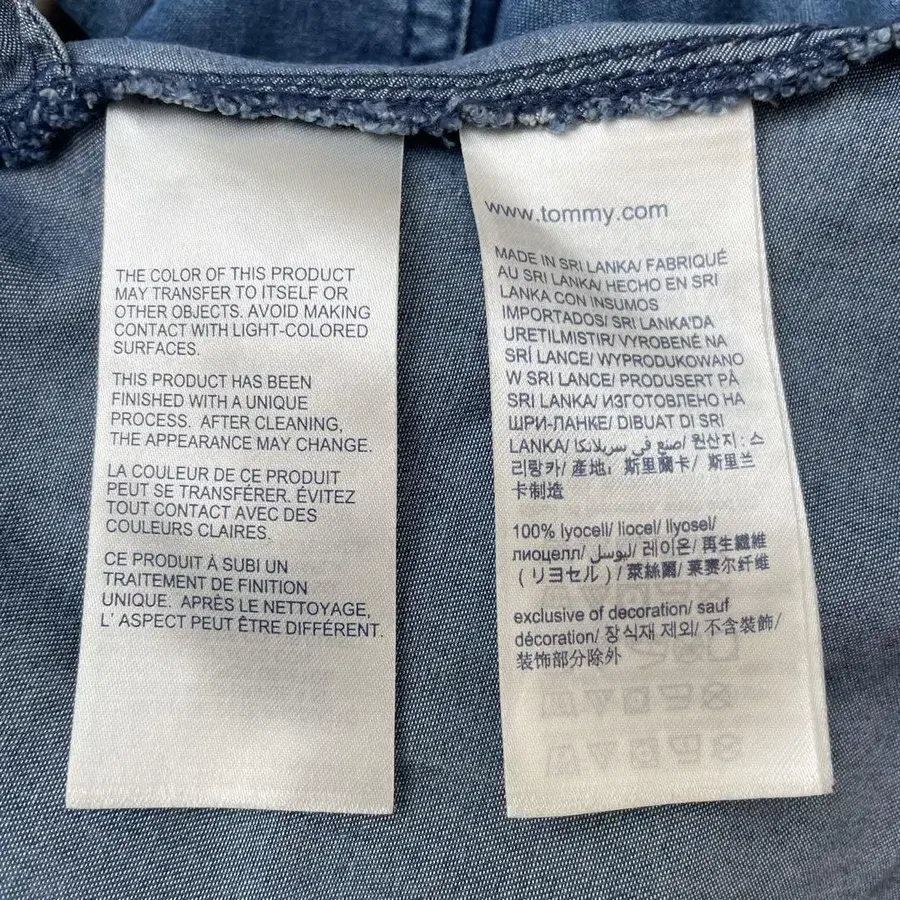 THE COLOR OF THIS PRODUCT
MAY TRANSFER TO ITSELF OR
OTHER OBJECTS. AVOID MAKING
CONTACT WITH LIGHT-COLORED
SURFACES.
THIS PRODUCT HAS BEEN
FINISHED WITH A UNIQUE
PROCESS. AFTER CLEANING,
THE APPEARANCE MAY CHANGE.
LA COULEUR DE CE PRODUIT
PEUT SE TRANSFÉRER. ÉVITEZ
TOUT CONTACT AVEC DES
COULEURS CLAIRES.
CE PRODUIT À SUBI UN
TRAITEMENT DE FINITION
UNIQUE. APRÈS LE NETTOYAGE,
L' ASPECT PEUT ÊTRE DIFFÉRENT.
www.tommy.com
MADE IN SRI LANKA/ FABRIQUÉ
AU SRI LANKA/ HECHO EN SRI
LANKA CON INSUMOS
IMPORTADOS/ SRI LANKA'DA
URETILMISTIR/ VYROBENÉ NA
SRÍ LANCE/ WYPRODUKOWANO
W SRI LANCE/ PRODUSERT PÅ
SRI LANKA/ ИЗГОТОВЛЕНО НА
ШРИ-ЛАНКЕ/ DIBUAT DI SRI
LANKA/ صنع في سريلانكا/ 원산지 : 스
리랑카/ 產地: 斯里蘭卡/ 斯里兰
卡制造
100% lyocell/ liocel/ liyosel/
лиоцелл/ ليوسل/ 레이온/ 再生纖維
(リヨセル)/ 萊絲爾/ 莱赛尔纤维
exclusive of decoration/ sauf
décoration/ 장식재 제외/ 不含裝飾/
装饰部分除外